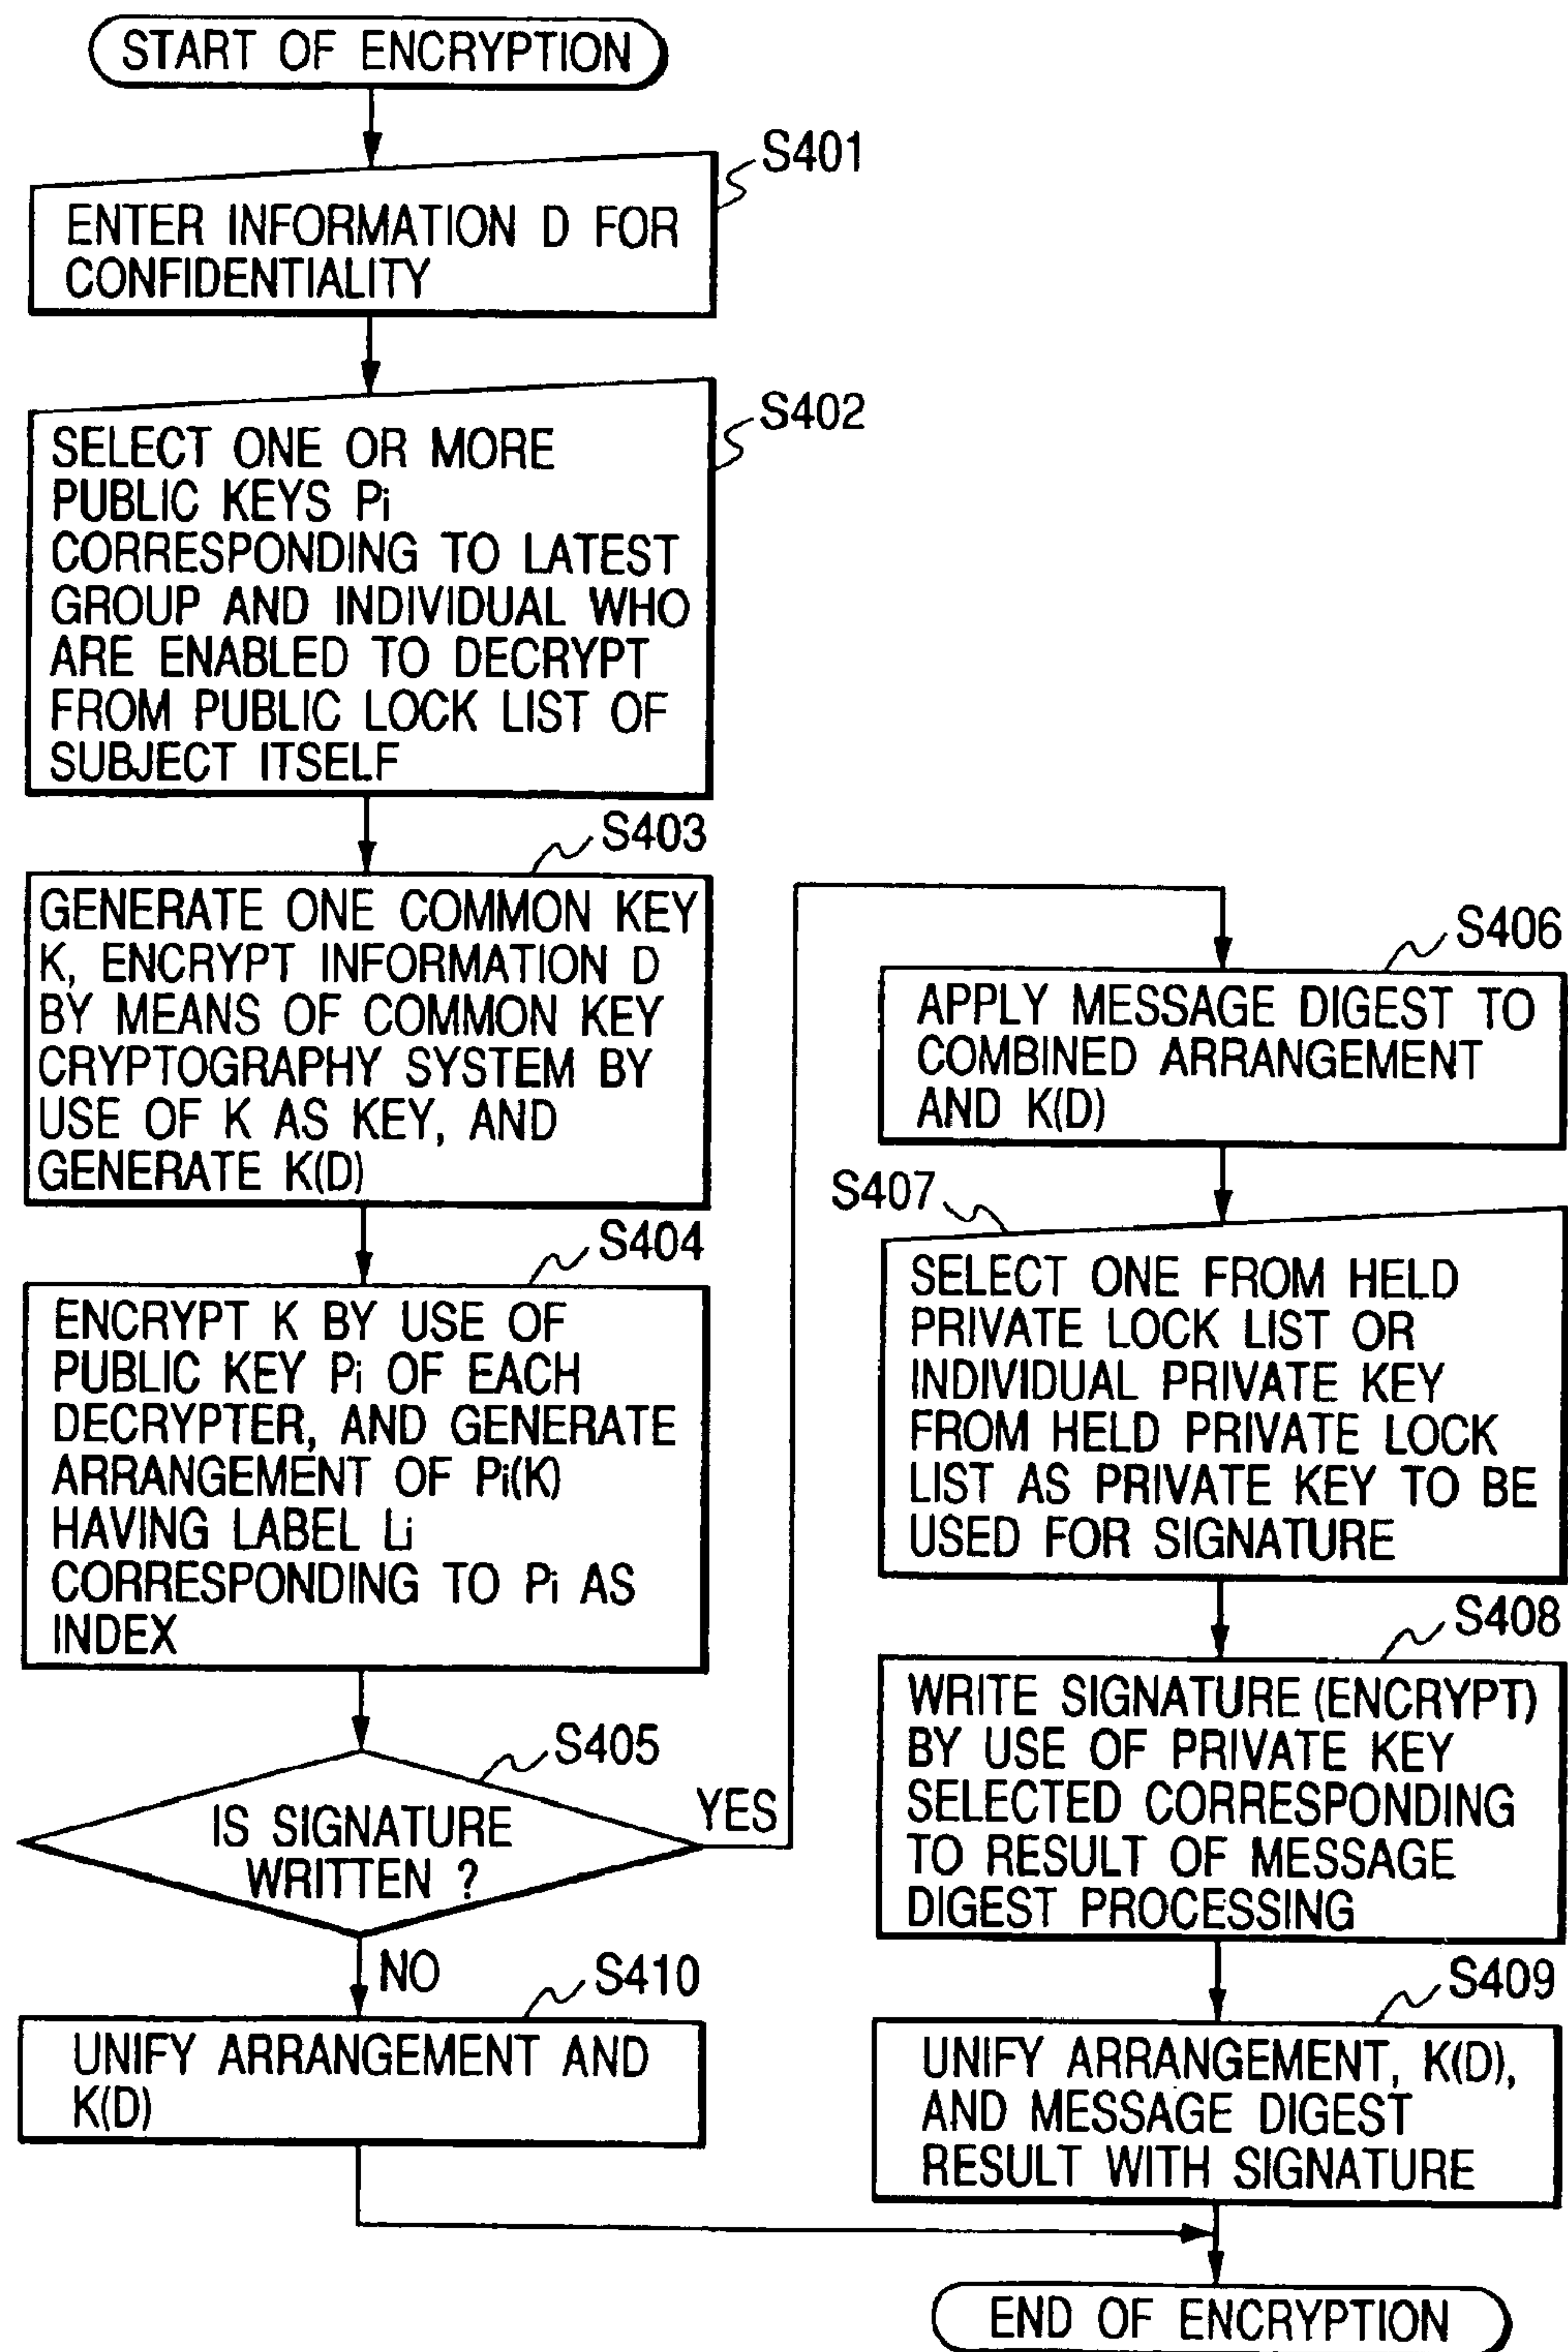 START OF ENCRYPTION
S401
ENTER INFORMATION D FOR
CONFIDENTIALITY
S402
SELECT ONE OR MORE
PUBLIC KEYS Pi
CORRESPONDING TO LATEST
GROUP AND INDIVIDUAL WHO
ARE ENABLED TO DECRYPT
FROM PUBLIC LOCK LIST OF
SUBJECT ITSELF
S403
GENERATE ONE COMMON KEY
K, ENCRYPT INFORMATION D
BY MEANS OF COMMON KEY
CRYPTOGRAPHY SYSTEM BY
USE OF K AS KEY, AND
GENERATE K(D)
S404
ENCRYPT K BY USE OF
PUBLIC KEY Pi OF EACH
DECRYPTER, AND GENERATE
ARRANGEMENT OF Pi(K)
HAVING LABEL Li
CORRESPONDING TO Pi AS
INDEX
S405
IS SIGNATURE
WRITTEN ?
YES
NO
S410
UNIFY ARRANGEMENT AND
K(D)
S406
APPLY MESSAGE DIGEST TO
COMBINED ARRANGEMENT
AND K(D)
S407
SELECT ONE FROM HELD
PRIVATE LOCK LIST OR
INDIVIDUAL PRIVATE KEY
FROM HELD PRIVATE LOCK
LIST AS PRIVATE KEY TO BE
USED FOR SIGNATURE
S408
WRITE SIGNATURE (ENCRYPT)
BY USE OF PRIVATE KEY
SELECTED CORRESPONDING
TO RESULT OF MESSAGE
DIGEST PROCESSING
S409
UNIFY ARRANGEMENT, K(D),
AND MESSAGE DIGEST
RESULT WITH SIGNATURE
END OF ENCRYPTION